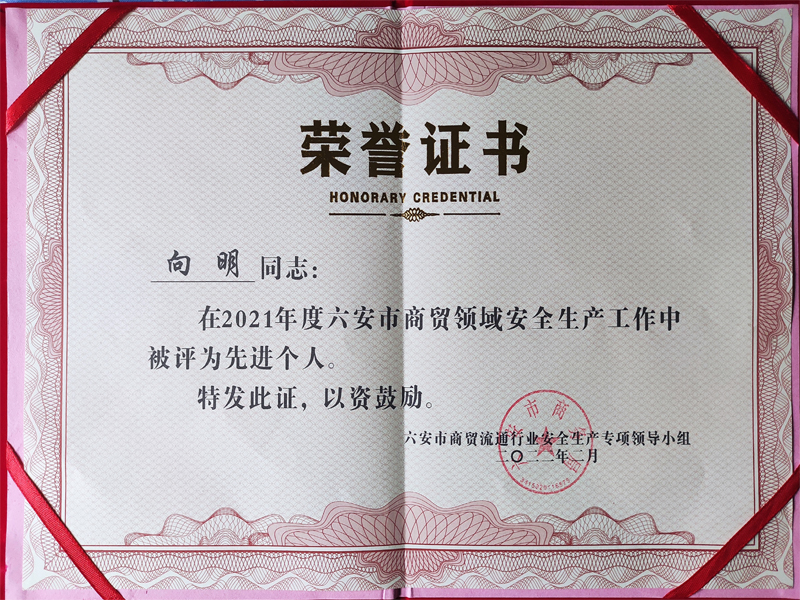 荣誉证书
HONORARY CREDENTIAL
向 明 同志:
在2021年度六安市商贸领域安全生产工作中
被评为先进个人。
特发此证,以资鼓励。
六安市商贸流通行业安全生产专项领导小组
二〇二二年二月